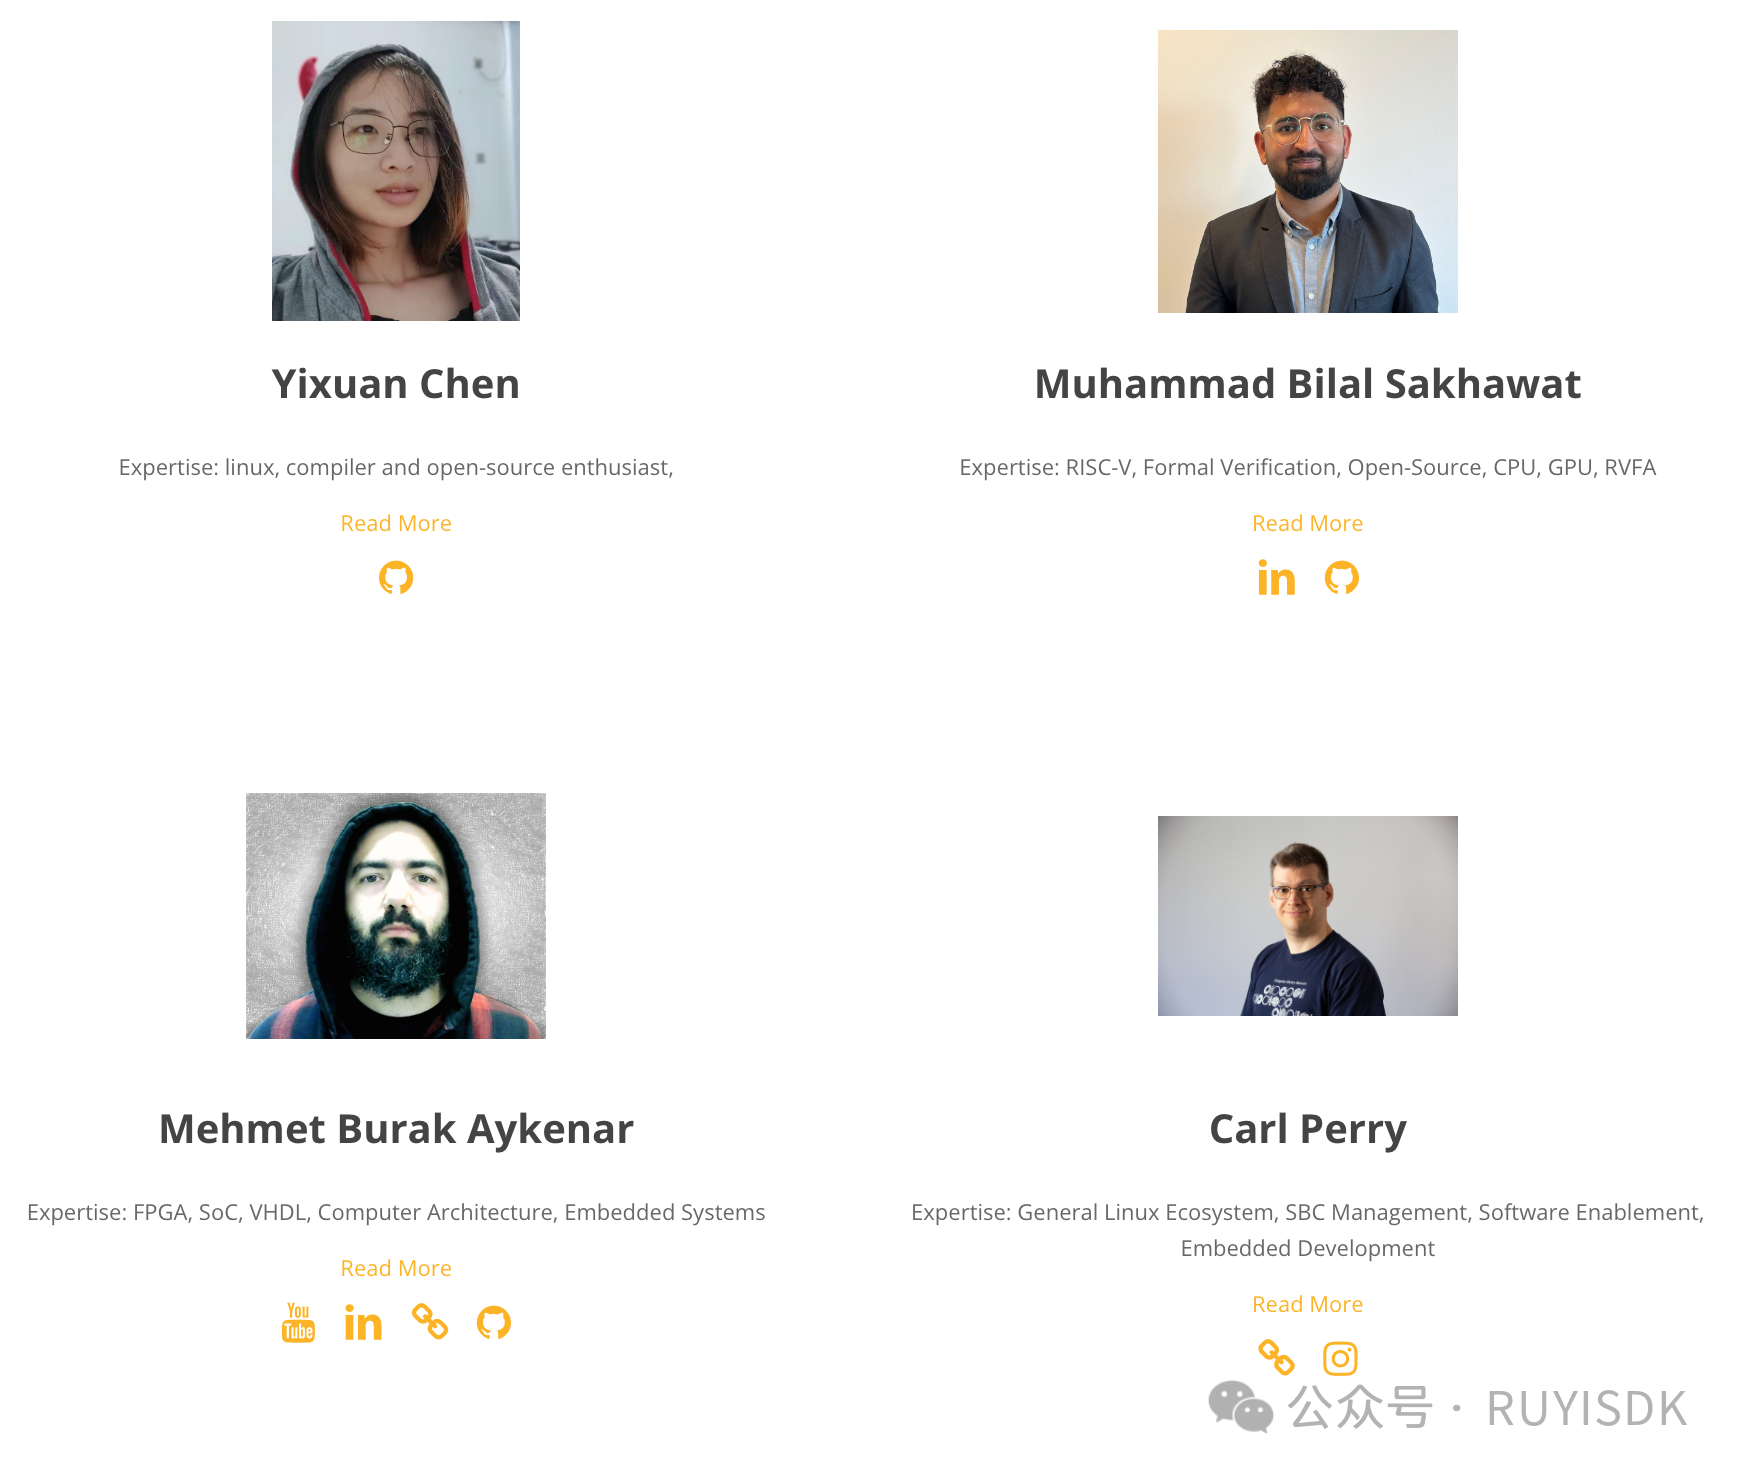 Yixuan Chen
Expertise: linux, compiler and open-source enthusiast,
Read More
Muhammad Bilal Sakhawat
Expertise: RISC-V, Formal Verification, Open-Source, CPU, GPU, RVFA
Read More
in
Mehmet Burak Aykenar
Expertise: FPGA, SoC, VHDL, Computer Architecture, Embedded Systems
Read More
You
Tube
in
Carl Perry
Expertise: General Linux Ecosystem, SBC Management, Software Enablement,
Embedded Development
Read More
公众号 · RUYISDK